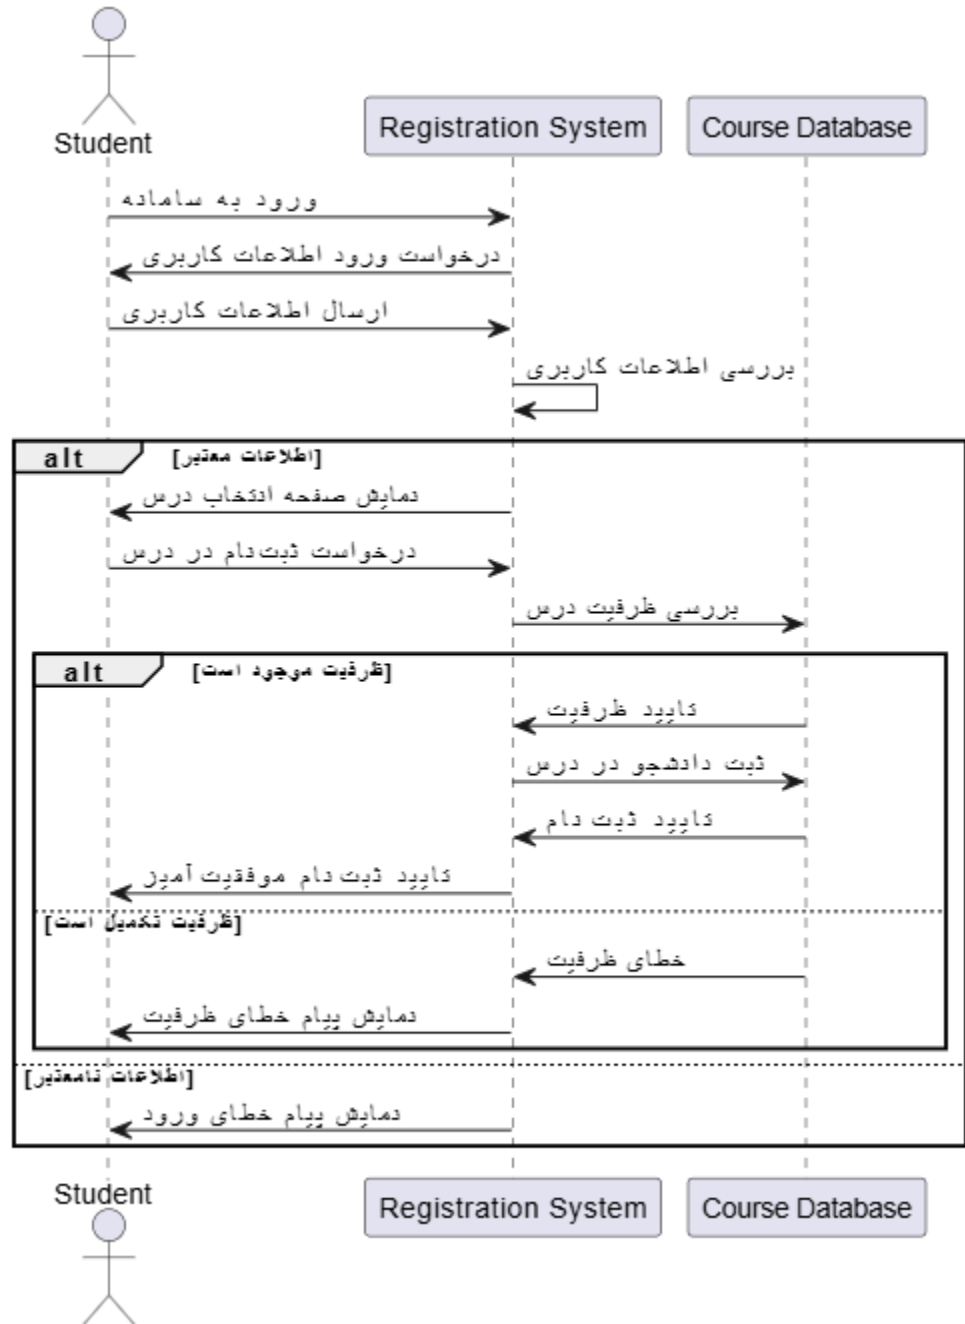 Student
Registration System
Course Database
ورود به سامانه
درخواست ورود اطلاعات کاربری
ارسال اطلاعات کاربری
بررسی اطلاعات کاربری
alt
[اطلاعات معتبر]
نمایش صفحه انتخاب درس
درخواست ثبت‌نام در درس
بررسی ظرفیت درس
alt
[ظرفیت موجود است]
تایید ظرفیت
ثبت دانشجو در درس
تایید ثبت نام
تایید ثبت‌نام موفقیت‌آمیز
[ظرفیت تکمیل است]
خطای ظرفیت
نمایش پیام خطای ظرفیت
[اطلاعات نامعتبر]
نمایش پیام خطای ورود
Student
Registration System
Course Database